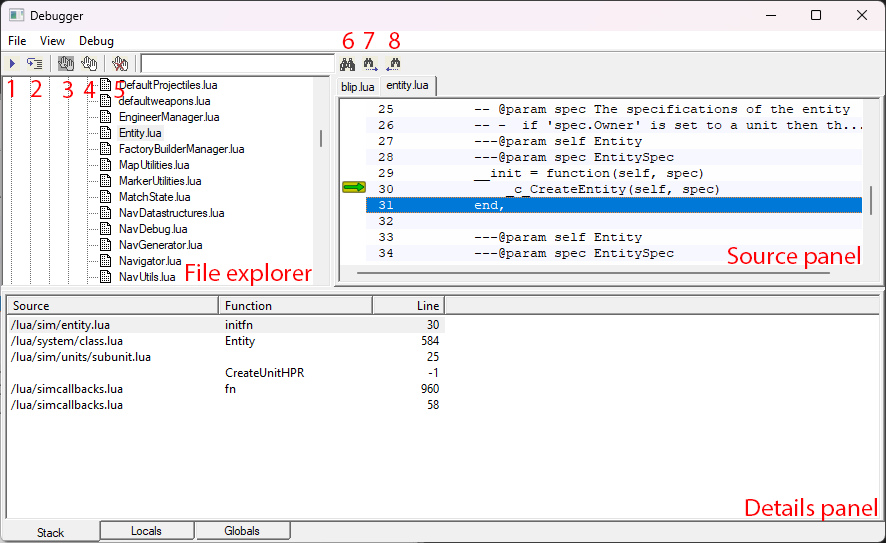 Debugger
File View Debug
6 7 8
1 2 3 4 5
DefaultProjectiles.lua
defaultweapons.lua
EngineerManager.lua
Entity.lua
FactoryBuilderManager.lua
MapUtilities.lua
MarkerUtilities.lua
MatchState.lua
NavDatastructures.lua
NavDebug.lua
NavGenerator.lua
Navigator.lua
NavUtils.lua
File explorer
blip.lua entity.lua
25 -- @param spec The specifications of the entity
26 -- - if 'spec.Owner' is set to a unit then th...
27 ---@param self Entity
28 ---@param spec EntitySpec
29 __init = function(self, spec)
30 _c_CreateEntity(self, spec)
31 end,
32
33 ---@param self Entity
34 ---@param spec EntitySpec
Source panel
Source Function Line
/lua/sim/entity.lua initfn 30
/lua/system/class.lua Entity 584
/lua/sim/units/subunit.lua 25
CreateUnitHPR -1
/lua/simcallbacks.lua fn 960
/lua/simcallbacks.lua 58
Details panel
Stack Locals Globals